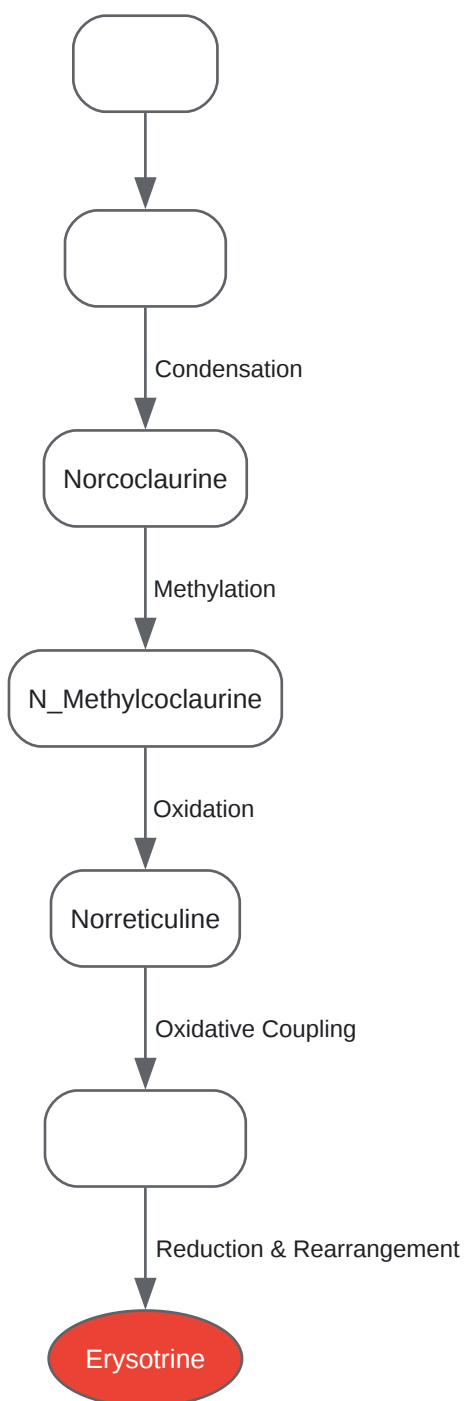 Condensation
Norcoclaurine
Methylation
N_Methylcoclaurine
Oxidation
Norreticuline
Oxidative Coupling
Reduction & Rearrangement
Erysotrine